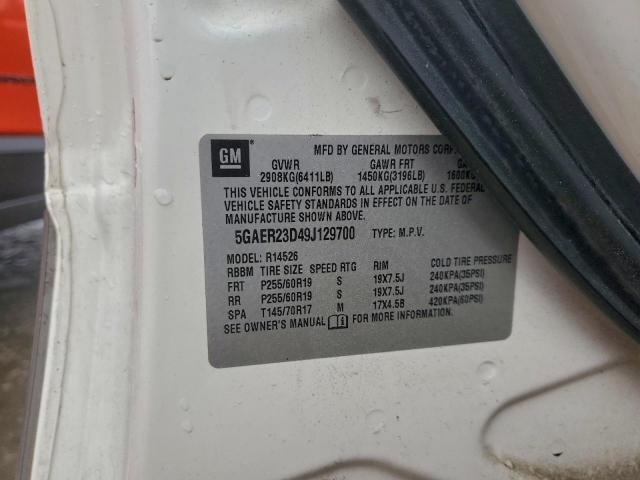 GM
MFD BY GENERAL MOTORS CORP
GVWR GAWR FRT GA
2908KG(6411LB) 1450KG(3196LB) 1600KG
THIS VEHICLE CONFORMS TO ALL APPLICABLE U.S. FEDERAL
VEHICLE SAFETY STANDARDS IN EFFECT ON THE DATE OF
MANUFACTURE SHOWN ABOVE.
5GAER23D49J129700 TYPE: M.P.V.
MODEL: R14526
RBBM TIRE SIZE SPEED RTG RIM COLD TIRE PRESSURE
FRT P255/60R19 S 19X7.5J 240KPA(35PSI)
RR P255/60R19 S 19X7.5J 240KPA(35PSI)
SPA T145/70R17 M 17X4.5B 420KPA(60PSI)
SEE OWNER'S MANUAL FOR MORE INFORMATION.